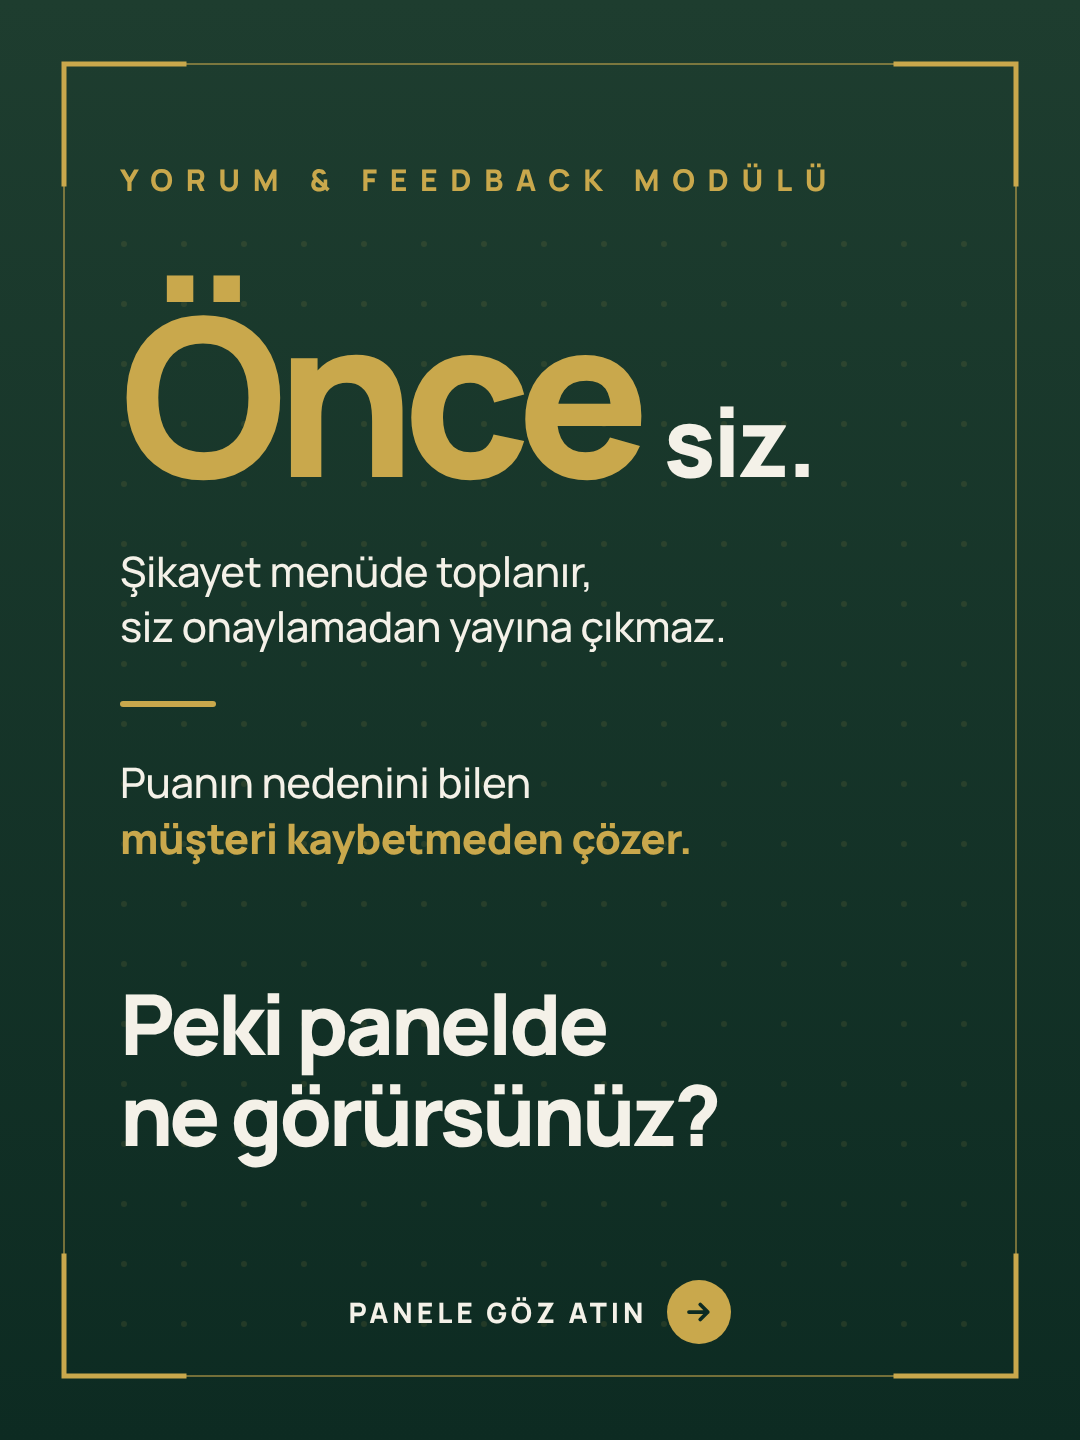 YORUM & FEEDBACK MODÜLÜ
Önce siz.
Şikayet menüde toplanır,
siz onaylamadan yayına çıkmaz.
Puanın nedenini bilen
müşteri kaybetmeden çözer.
Peki panelde
ne görürsünüz?
PANELE GÖZ ATIN